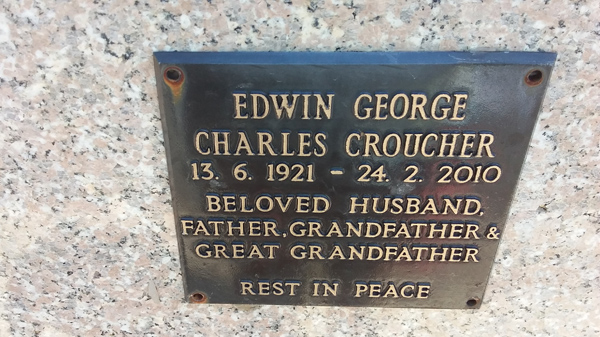 EDWIN GEORGE
CHARLES CROUCHER
13. 6. 1921 - 24. 2. 2010
BELOVED HUSBAND,
FATHER, GRANDFATHER &
GREAT GRANDFATHER
REST IN PEACE